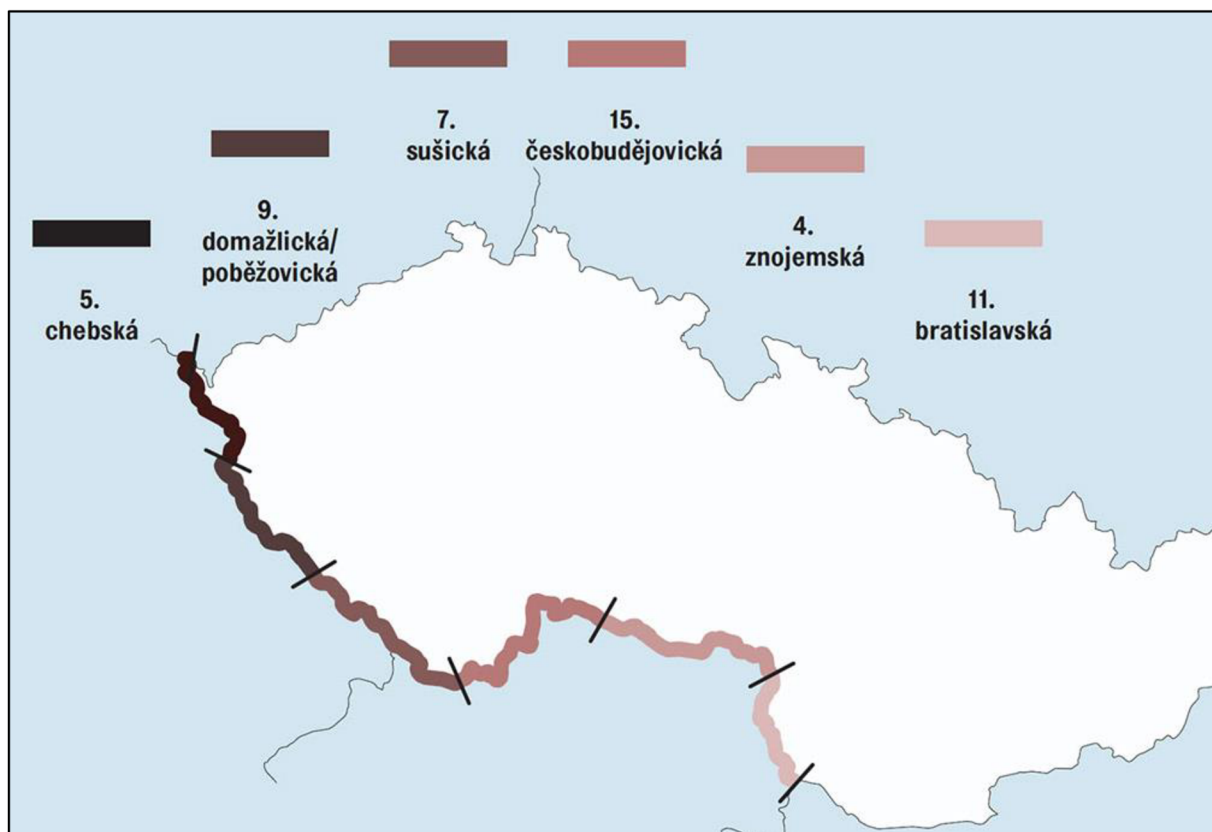 7.
sušická
15.
českobudějovická
9.
domažlická/
poběžovická
4.
znojemská
5.
chebská
11.
bratislavská